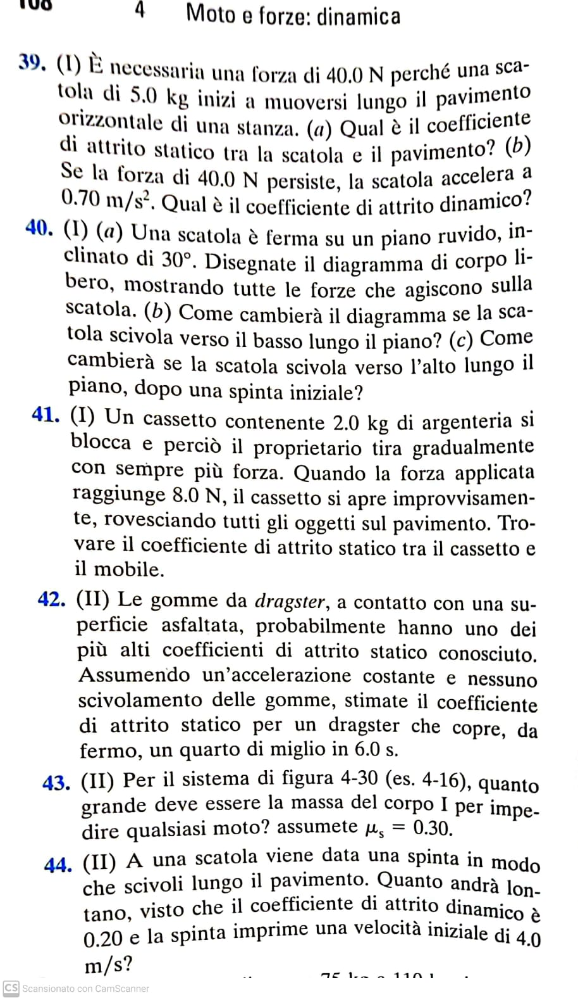 108
4 Moto e forze: dinamica
39. (I) È necessaria una forza di 40.0 N perché una sca-
tola di 5.0 kg inizi a muoversi lungo il pavimento
orizzontale di una stanza. (a) Qual è il coefficiente
di attrito statico tra la scatola e il pavimento? (b)
Se la forza di 40.0 N persiste, la scatola accelera a
0.70 m/s². Qual è il coefficiente di attrito dinamico?
40. (I) (a) Una scatola è ferma su un piano ruvido, in-
clinato di 30°. Disegnate il diagramma di corpo li-
bero, mostrando tutte le forze che agiscono sulla
scatola. (b) Come cambierà il diagramma se la sca-
tola scivola verso il basso lungo il piano? (c) Come
cambierà se la scatola scivola verso l'alto lungo il
piano, dopo una spinta iniziale?
41. (I) Un cassetto contenente 2.0 kg di argenteria si
blocca e perciò il proprietario tira gradualmente
con sempre più forza. Quando la forza applicata
raggiunge 8.0 N, il cassetto si apre improvvisamen-
te, rovesciando tutti gli oggetti sul pavimento. Tro-
vare il coefficiente di attrito statico tra il cassetto e
il mobile.
42. (II) Le gomme da dragster, a contatto con una su-
perficie asfaltata, probabilmente hanno uno dei
più alti coefficienti di attrito statico conosciuto.
Assumendo un'accelerazione costante e nessuno
scivolamento delle gomme, stimate il coefficiente
di attrito statico per un dragster che copre, da
fermo, un quarto di miglio in 6.0 s.
43. (II) Per il sistema di figura 4-30 (es. 4-16), quanto
grande deve essere la massa del corpo I per impe-
dire qualsiasi moto? assumete μs = 0.30.
44. (II) A una scatola viene data una spinta in modo
che scivoli lungo il pavimento. Quanto andrà lon-
tano, visto che il coefficiente di attrito dinamico è
0.20 e la spinta imprime una velocità iniziale di 4.0
m/s?
CS Scansionato con CamScanner